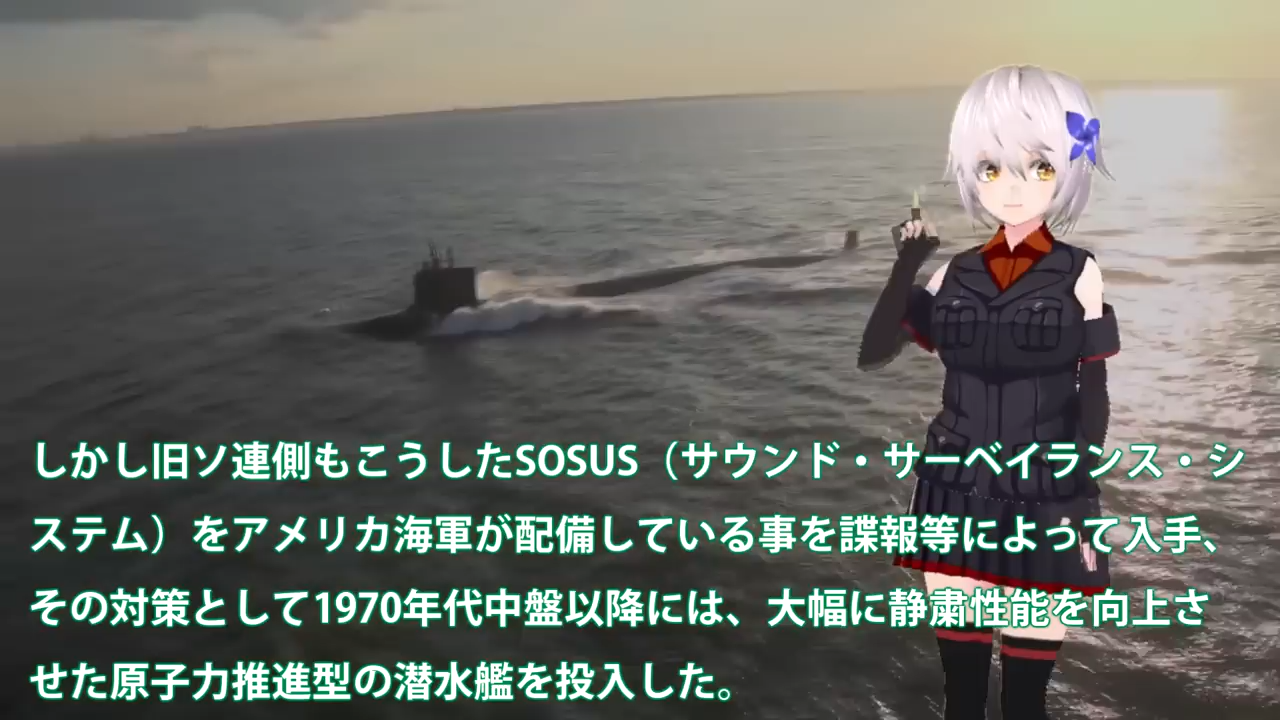 しかし旧ソ連側もこうしたSOSUS（サウンド・サーベイランス・シ
ステム）をアメリカ海軍が配備している事を諜報等によって入手、
その対策として1970年代中盤以降には、大幅に静粛性能を向上さ
せた原子力推進型の潜水艦を投入した。